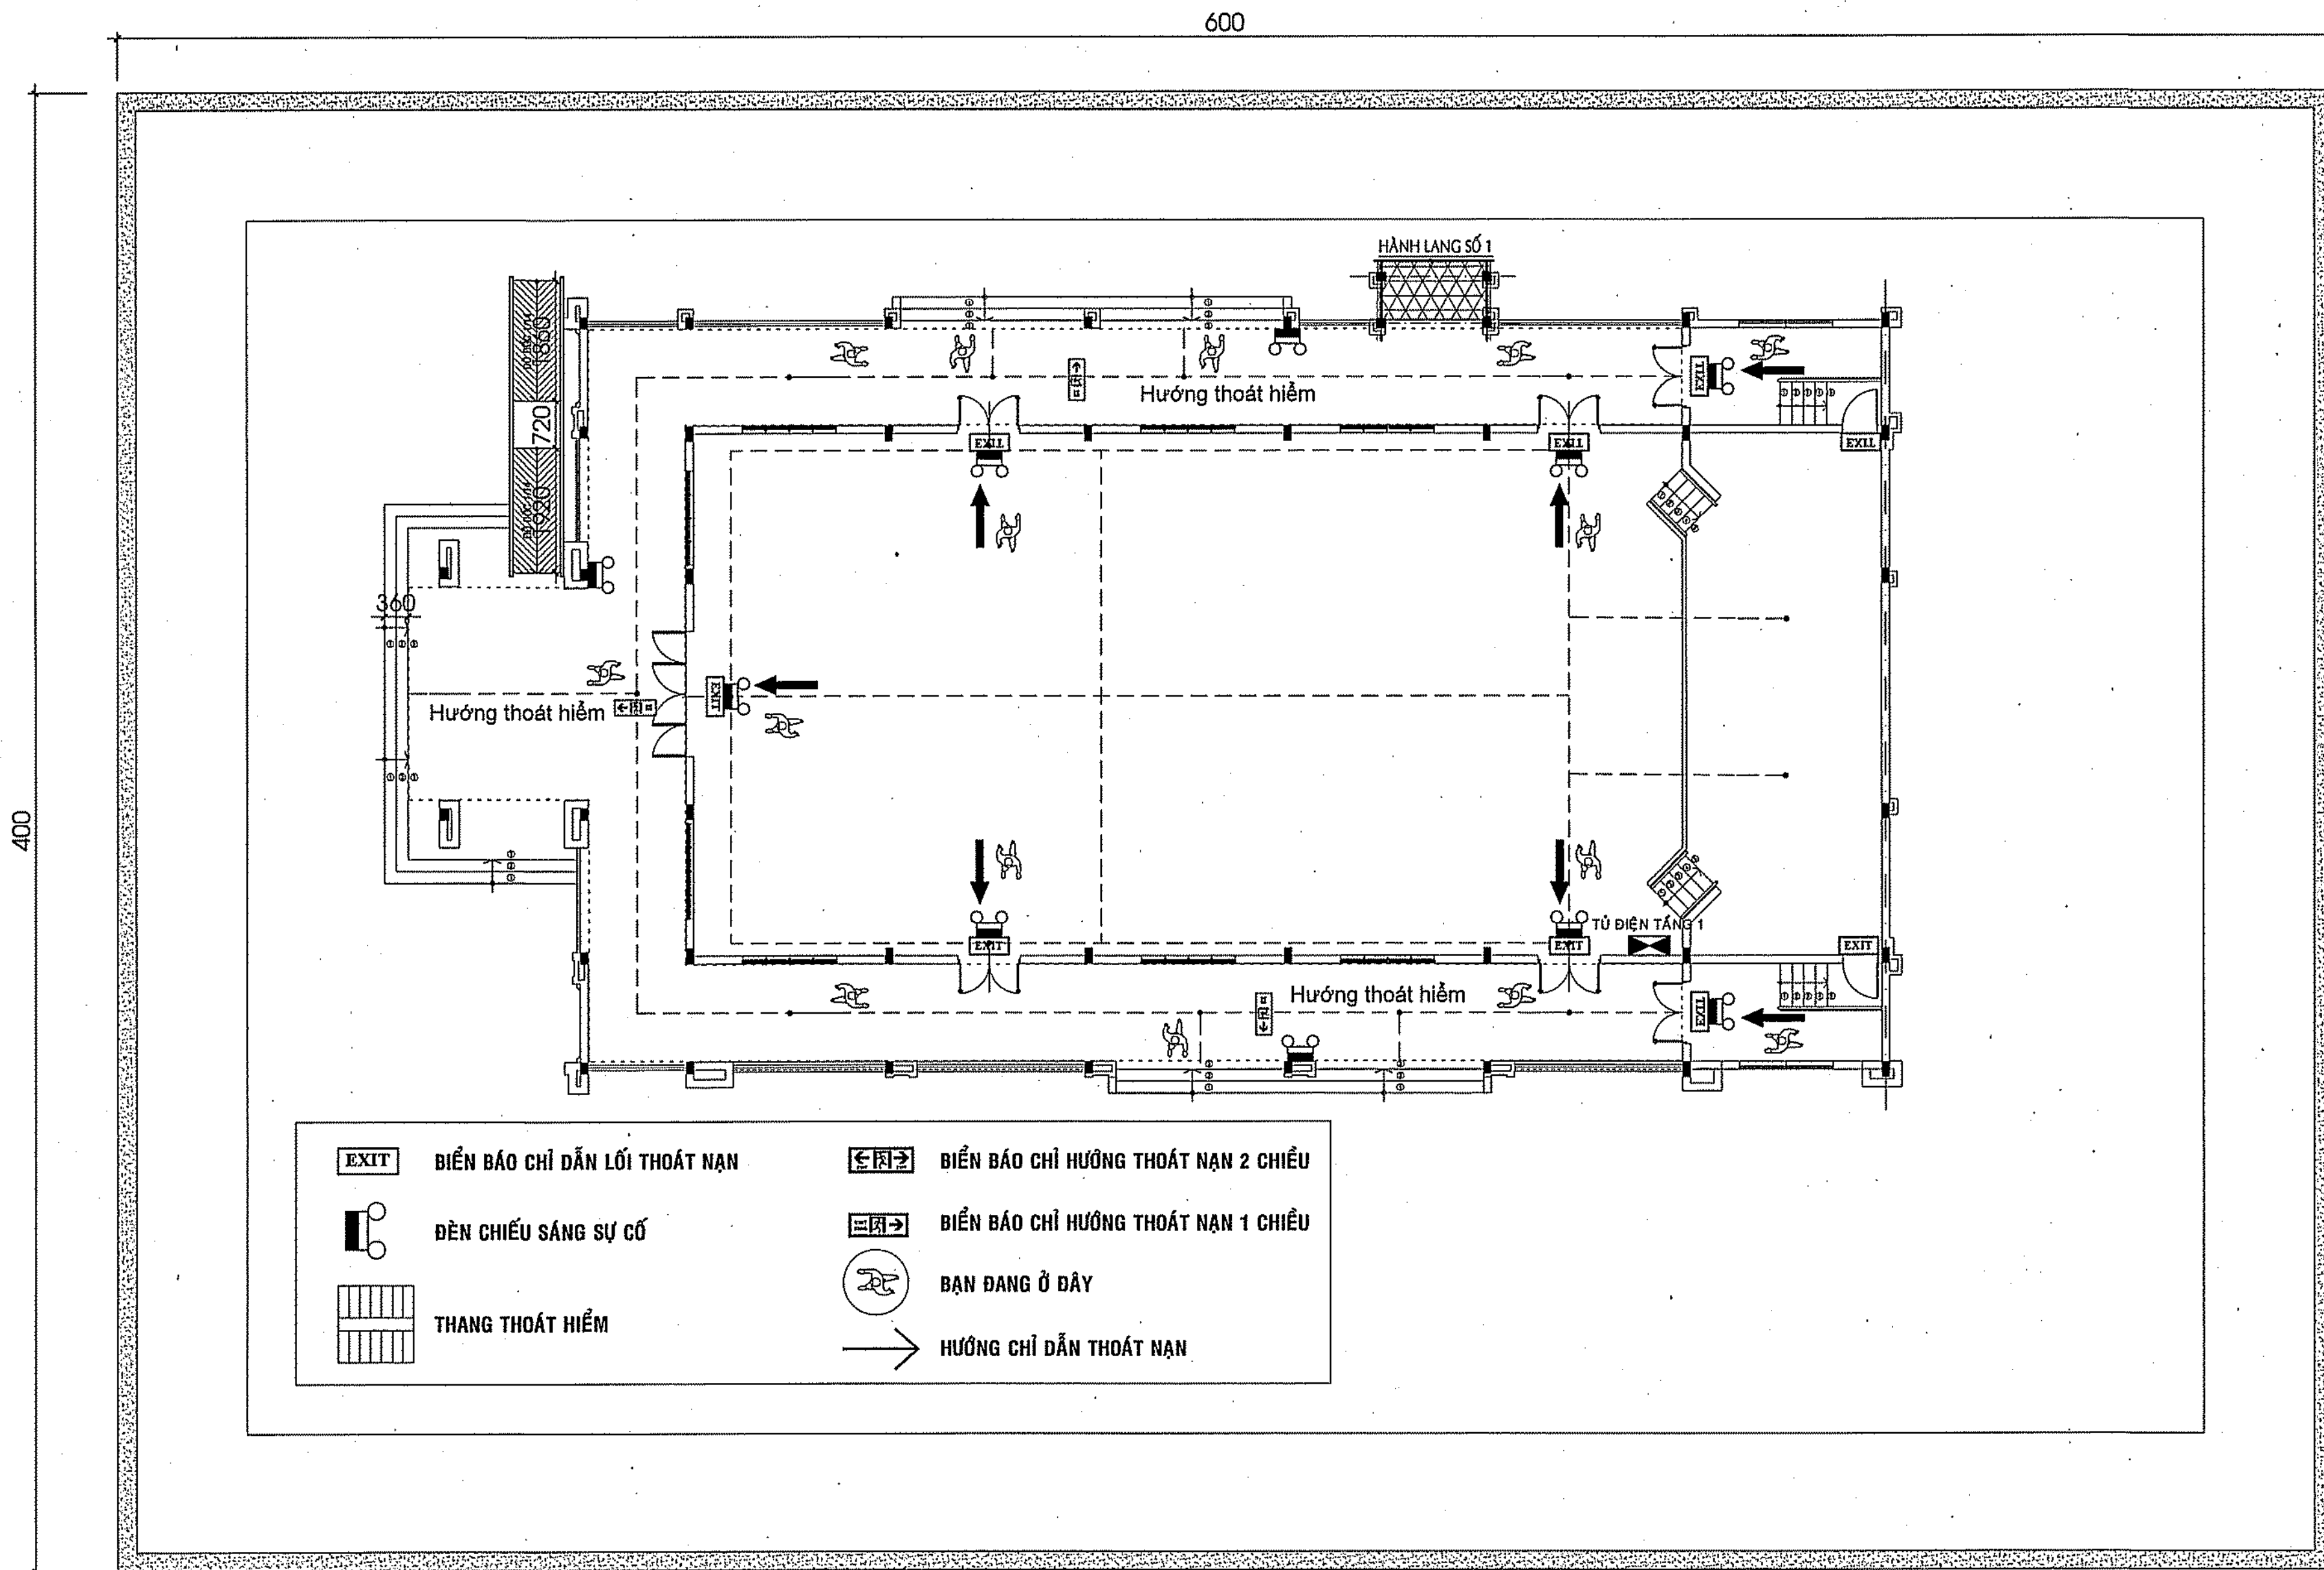 600
400
HÀNH LANG SỐ 1
720
Hướng thoát hiểm
EXIT
EXIT
EXIT
EXIT
1920
360
Hướng thoát hiểm
EXIT
TỦ ĐIỆN TẦNG 1
EXIT
EXIT
EXIT
Hướng thoát hiểm
EXIT
EXIT BIỂN BÁO CHỈ DẪN LỐI THOÁT NẠN
BIỂN BÁO CHỈ HƯỚNG THOÁT NẠN 2 CHIỀU
ĐÈN CHIẾU SÁNG SỰ CỐ
BIỂN BÁO CHỈ HƯỚNG THOÁT NẠN 1 CHIỀU
BẠN ĐANG Ở ĐÂY
THANG THOÁT HIỂM
HƯỚNG CHỈ DẪN THOÁT NẠN